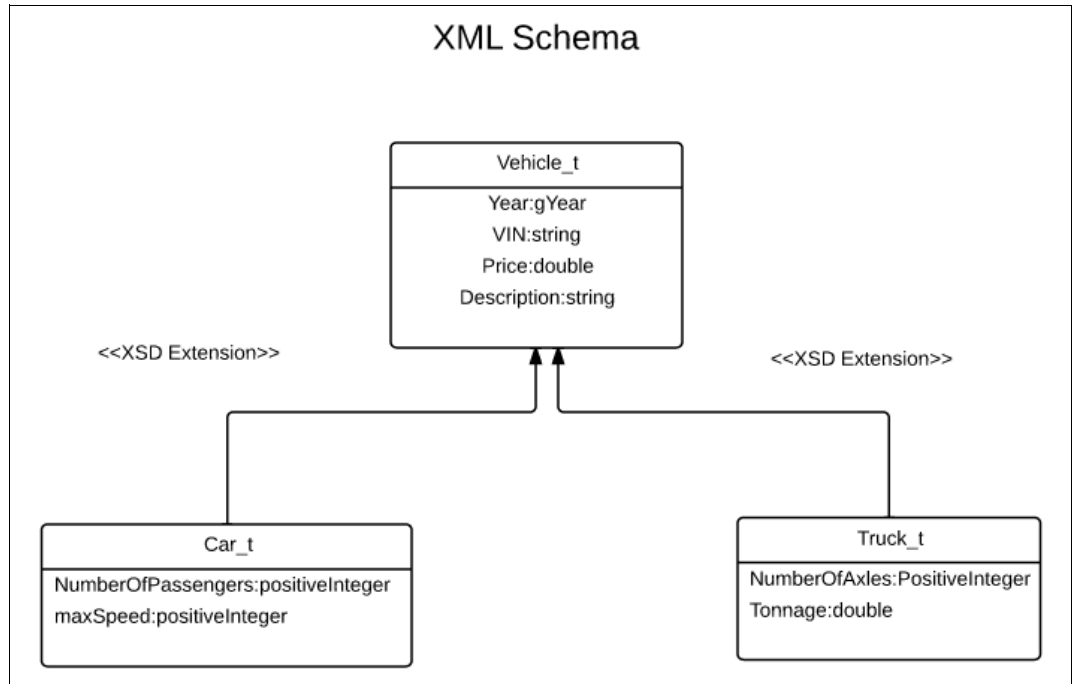 XML Schema
Vehicle_t
Year:gYear
VIN:string
Price:double
Description:string
<<XSD Extension>>
<<XSD Extension>>
Car_t
NumberOfPassengers:positiveInteger
maxSpeed:positiveInteger
Truck_t
NumberOfAxles:PositiveInteger
Tonnage:double